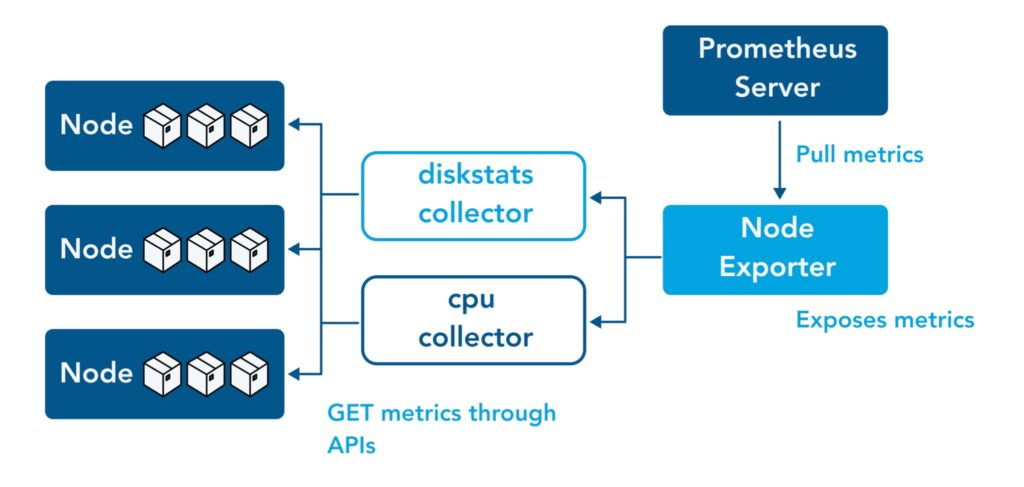 Prometheus
Server
Pull metrics
Node
Node
Node
diskstats
collector
cpu
collector
Node
Exporter
Exposes metrics
GET metrics through
APIs